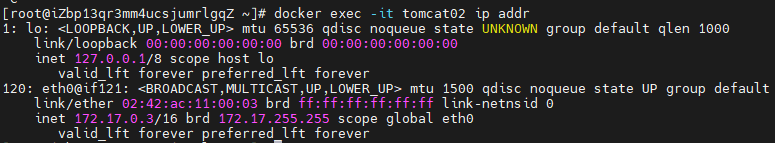 [root@iZbp13qr3mm4ucsjumrlgqZ ~]# docker exec -it tomcat02 ip addr
1: lo: <LOOPBACK,UP,LOWER_UP> mtu 65536 qdisc noqueue state UNKNOWN group default qlen 1000
link/loopback 00:00:00:00:00:00 brd 00:00:00:00:00:00
inet 127.0.0.1/8 scope host lo
valid_lft forever preferred_lft forever
120: eth0@if121: <BROADCAST,MULTICAST,UP,LOWER_UP> mtu 1500 qdisc noqueue state UP group default
link/ether 02:42:ac:11:00:03 brd ff:ff:ff:ff:ff:ff link-netnsid 0
inet 172.17.0.3/16 brd 172.17.255.255 scope global eth0
valid_lft forever preferred_lft forever